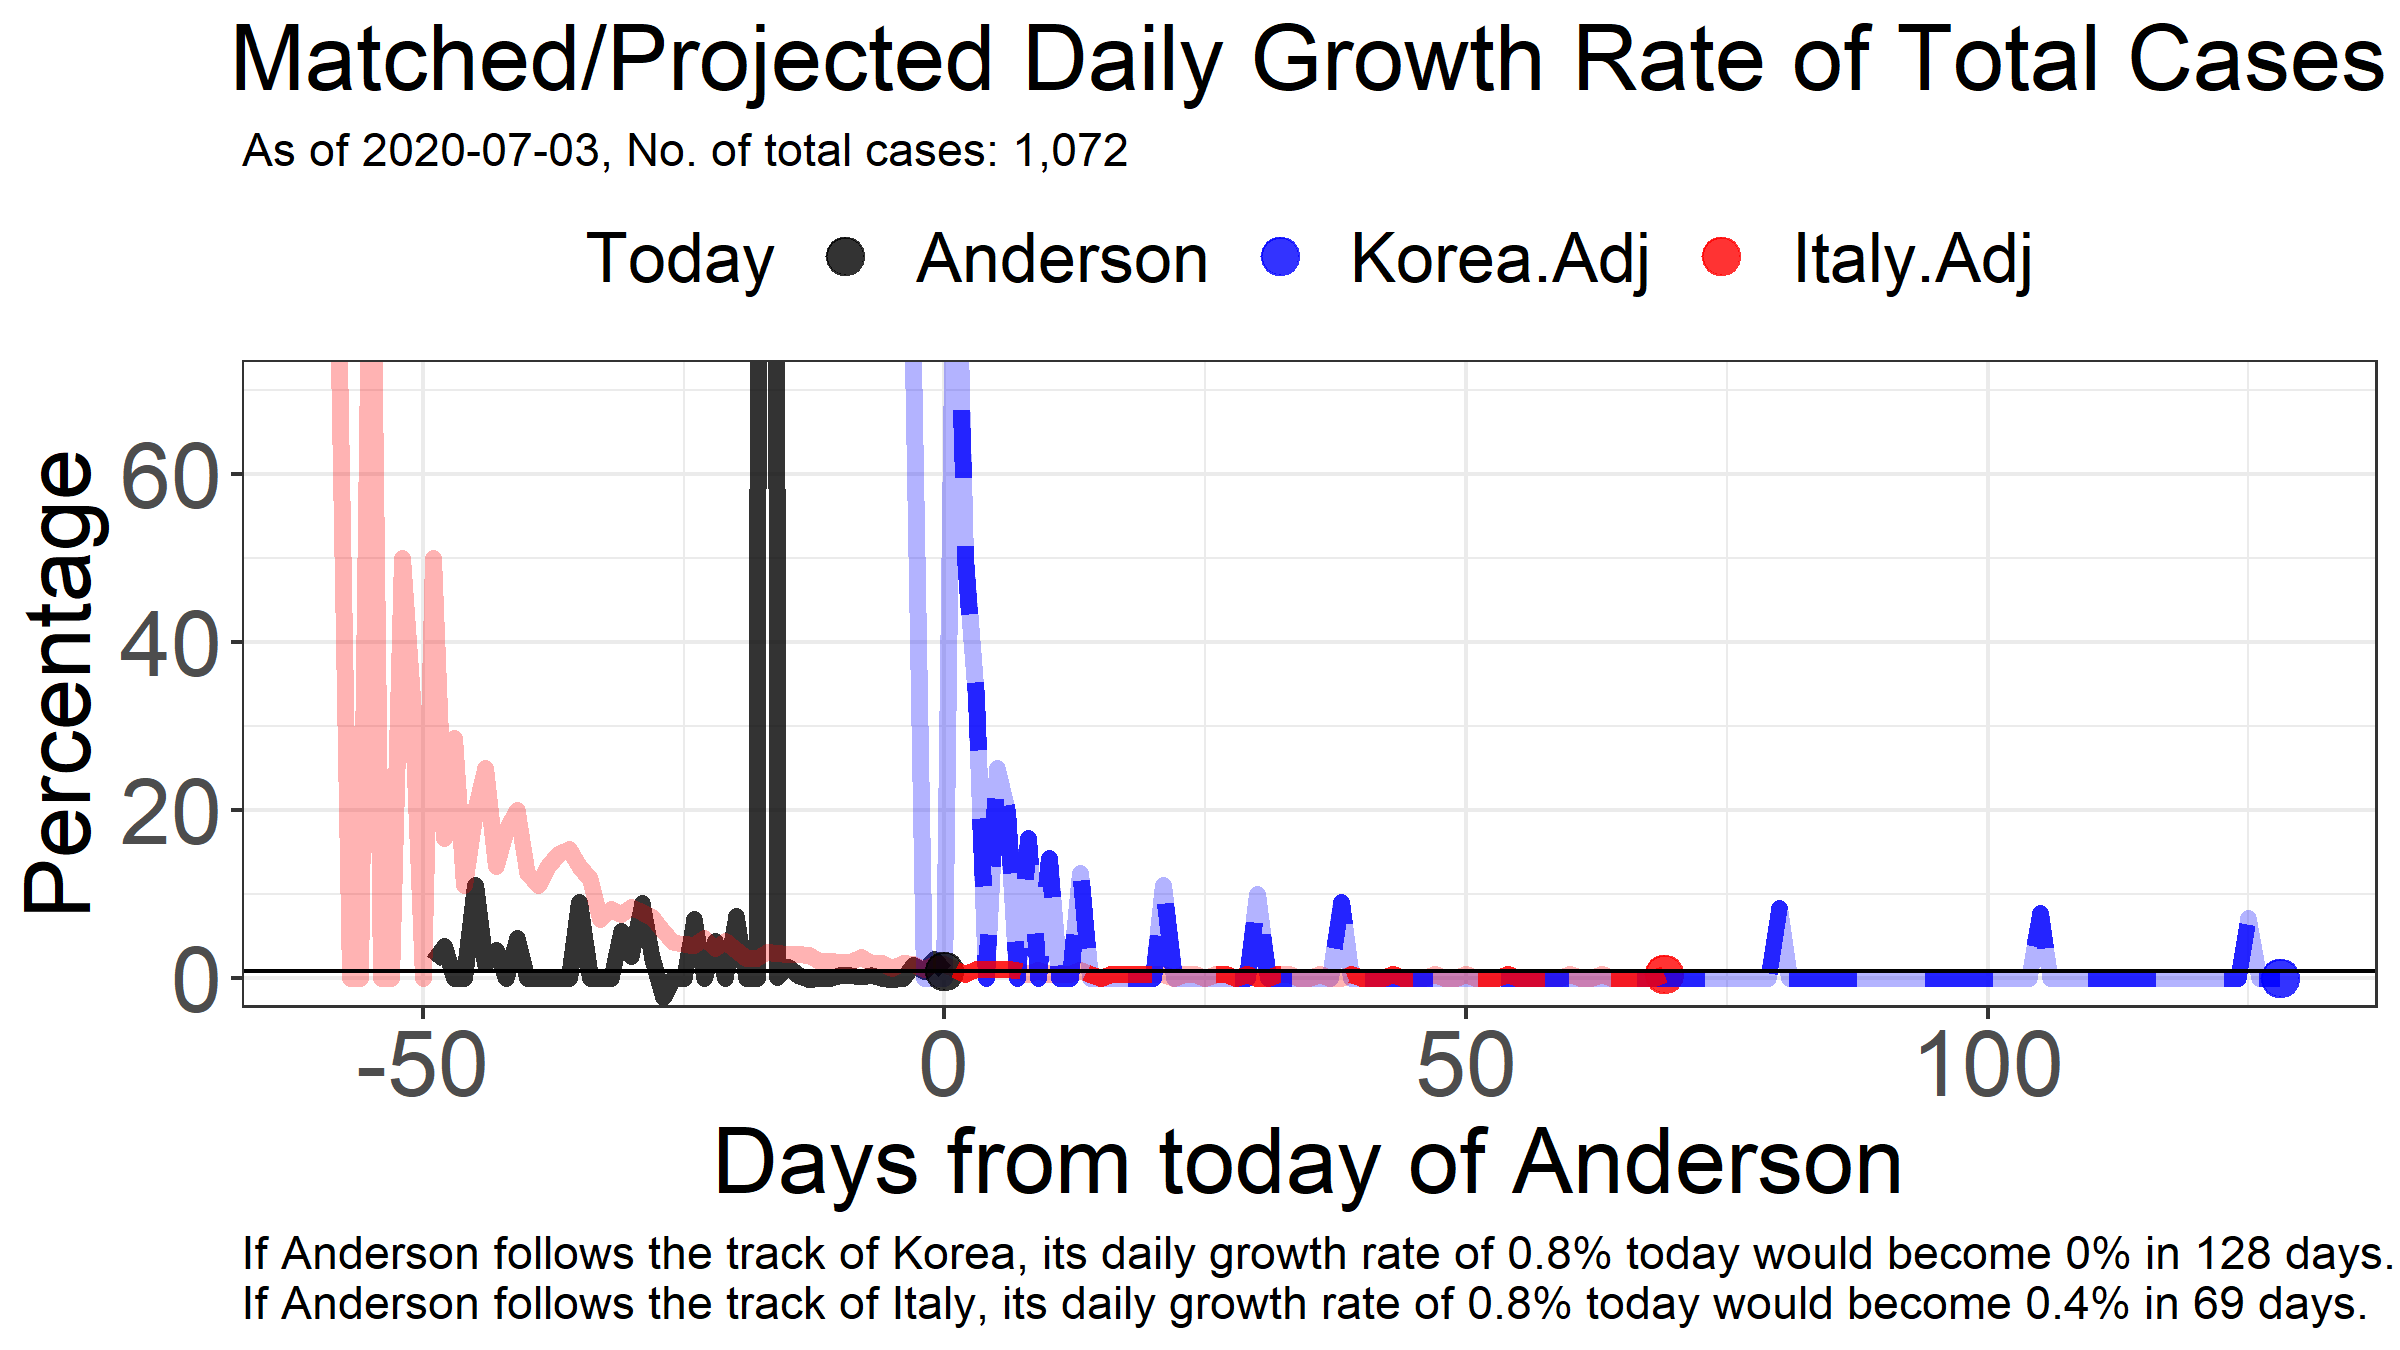 Matched/Projected Daily Growth Rate of Total Cases
As of 2020-07-03, No. of total cases: 1,072
Today Anderson Korea.Adj Italy.Adj
Percentage
60
40
20
0
-50 0 50 100
Days from today of Anderson
If Anderson follows the track of Korea, its daily growth rate of 0.8% today would become 0% in 128 days.
If Anderson follows the track of Italy, its daily growth rate of 0.8% today would become 0.4% in 69 days.